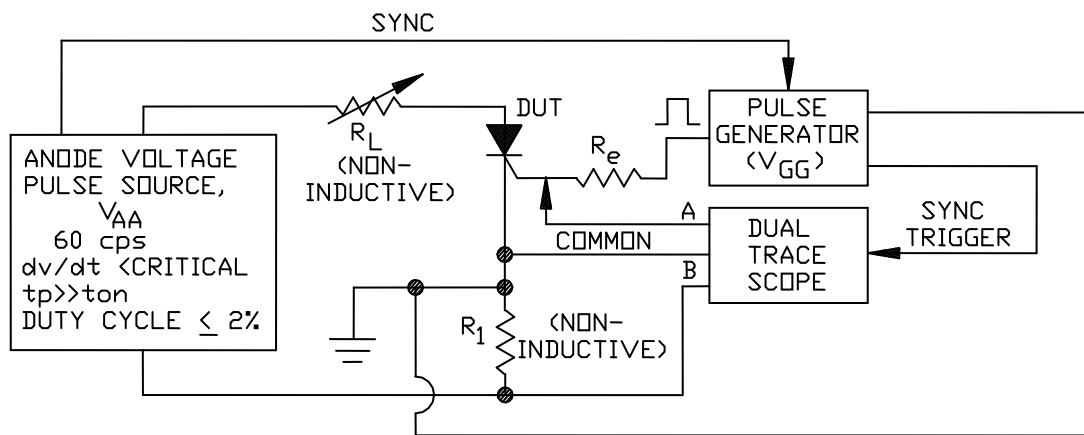 SYNC
DUT
PULSE
GENERATOR
(VGG)
RL
(NON-
INDUCTIVE)
Re
ANODE VOLTAGE
PULSE SOURCE,
VAA
60 cps
dv/dt <CRITICAL
tp>>ton
DUTY CYCLE ≤ 2%
A
COMMON
B
DUAL
TRACE
SCOPE
SYNC
TRIGGER
R1
(NON-
INDUCTIVE)